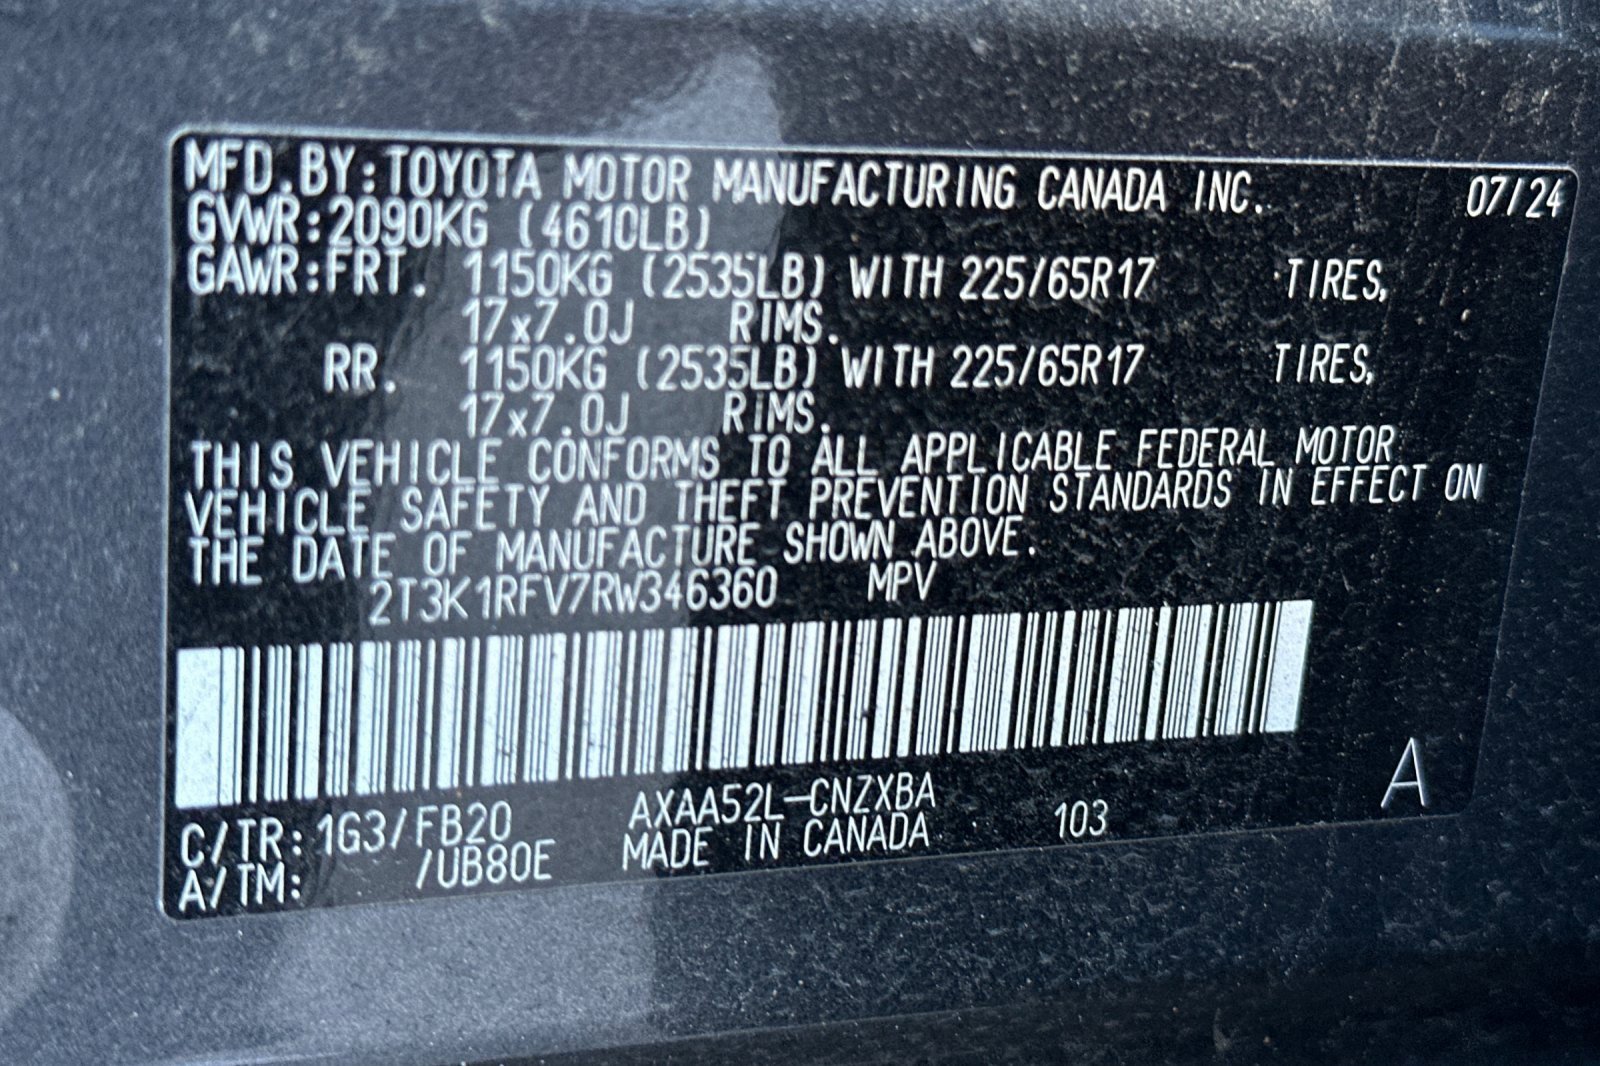 MFD.BY:TOYOTA MOTOR MANUFACTURING CANADA INC. 07/24
GVWR:2090KG (4610LB)
GAWR:FRT. 1150KG (2535LB) WITH 225/65R17 TIRES,
17x7.0J RIMS.
RR. 1150KG (2535LB) WITH 225/65R17 TIRES,
17x7.0J RIMS.
THIS VEHICLE CONFORMS TO ALL APPLICABLE FEDERAL MOTOR
VEHICLE SAFETY AND THEFT PREVENTION STANDARDS IN EFFECT ON
THE DATE OF MANUFACTURE SHOWN ABOVE.
2T3K1RFV7RW346360 MPV
C/TR: 1G3/FB20 AXAA52L-CNZXBA 103 A
A/TM: /UB80E MADE IN CANADA